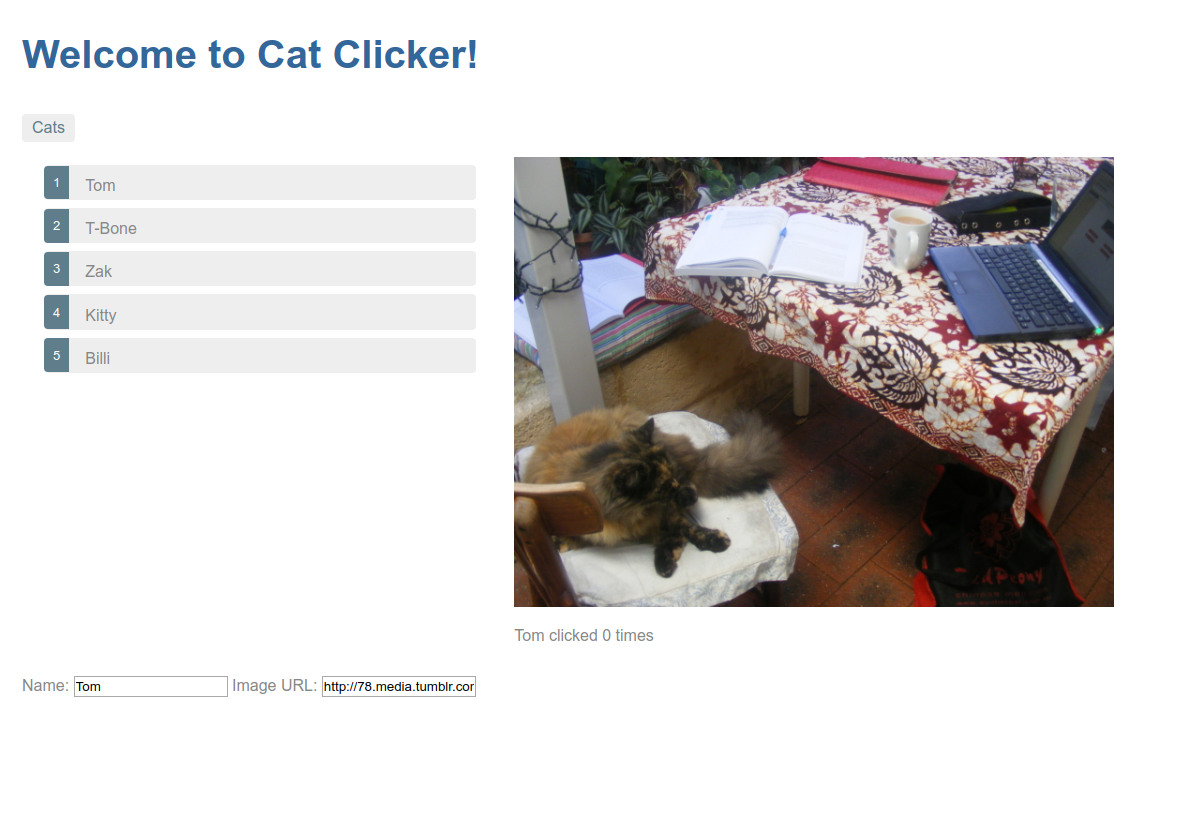 Welcome to Cat Clicker!
Cats
1 Tom
2 T-Bone
3 Zak
4 Kitty
5 Billi
Tom clicked 0 times
Name: Tom Image URL: http://78.media.tumblr.cor